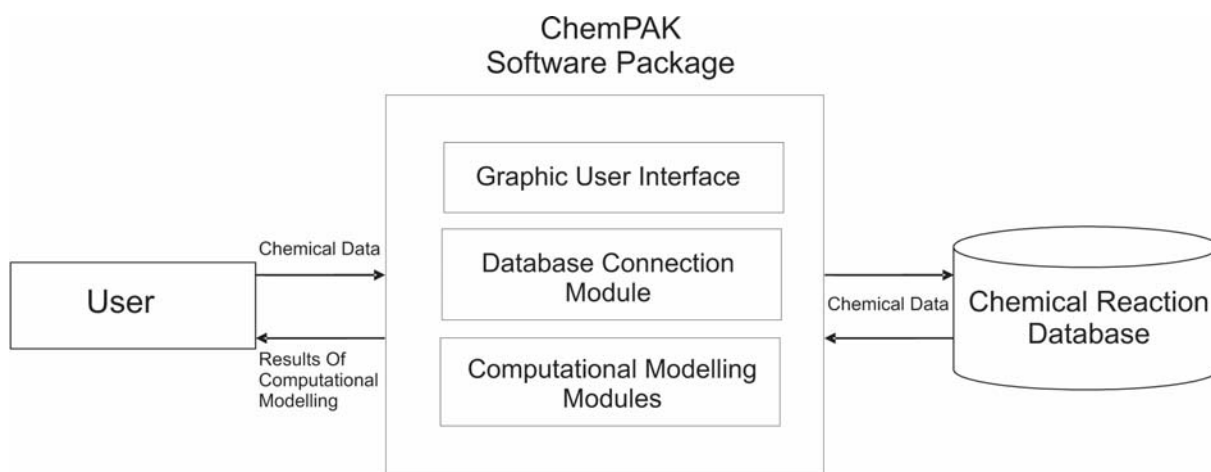 ChemPAK
Software Package
Graphic User Interface
Chemical Data
User
Results Of
Computational
Modelling
Database Connection
Module
Computational Modelling
Modules
Chemical Data
Chemical Reaction
Database